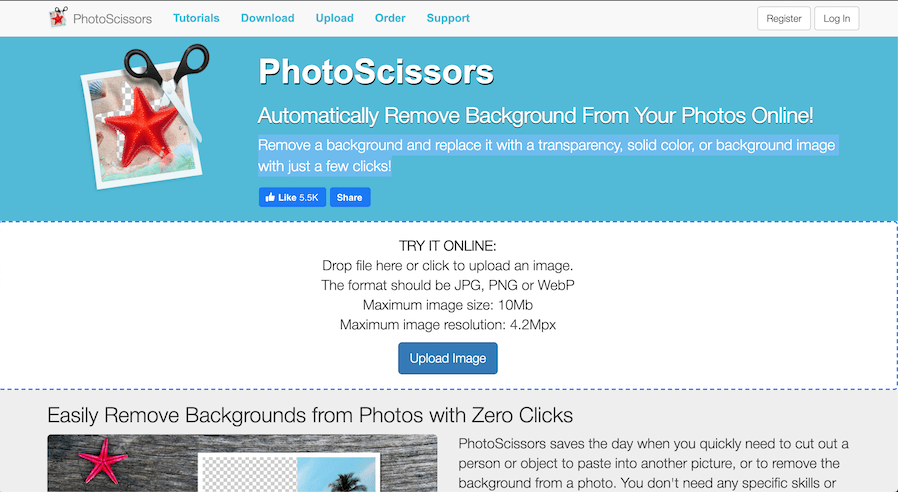 PhotoScissors
Tutorials
Download
Upload
Order
Support
Register
Log In
PhotoScissors
Automatically Remove Background From Your Photos Online!
Remove a background and replace it with a transparency, solid color, or background image
with just a few clicks!
Like 5.5K
Share
TRY IT ONLINE:
Drop file here or click to upload an image.
The format should be JPG, PNG or WebP
Maximum image size: 10Mb
Maximum image resolution: 4.2Mpx
Upload Image
Easily Remove Backgrounds from Photos with Zero Clicks
PhotoScissors saves the day when you quickly need to cut out a
person or object to paste into another picture, or to remove the
background from a photo. You don't need any specific skills or